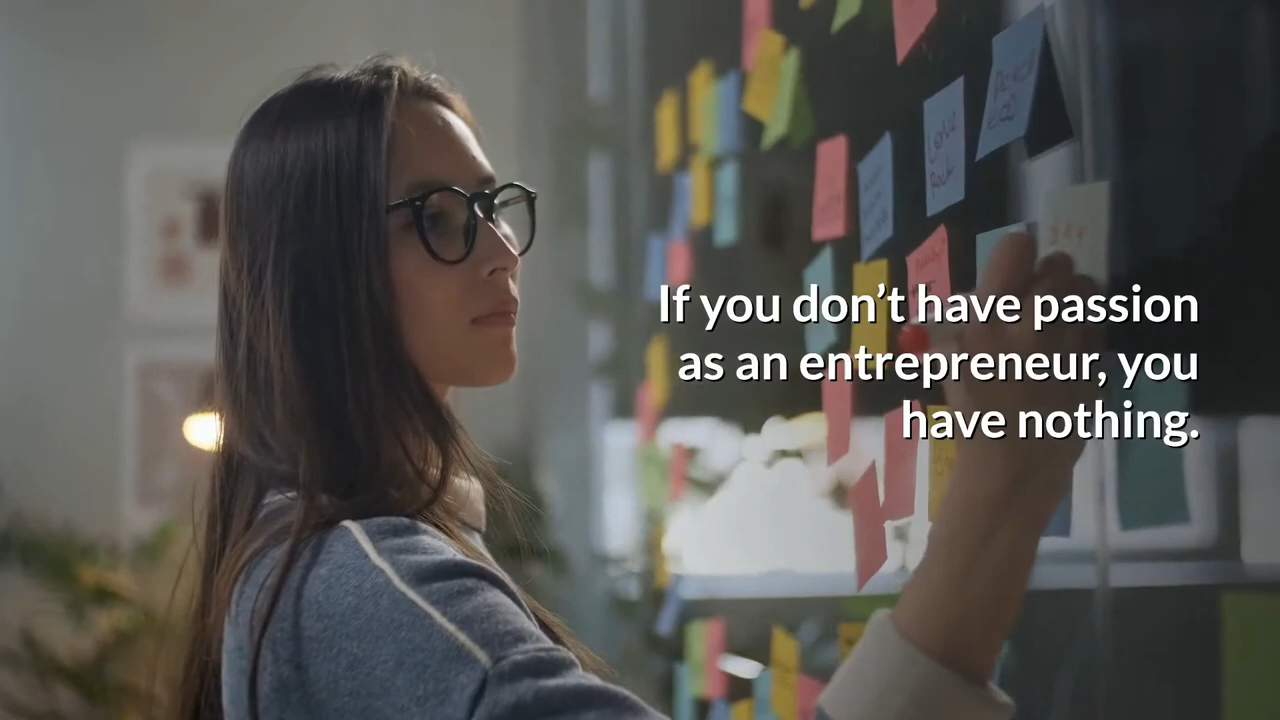 If you don’t have passion
as an entrepreneur, you
have nothing.